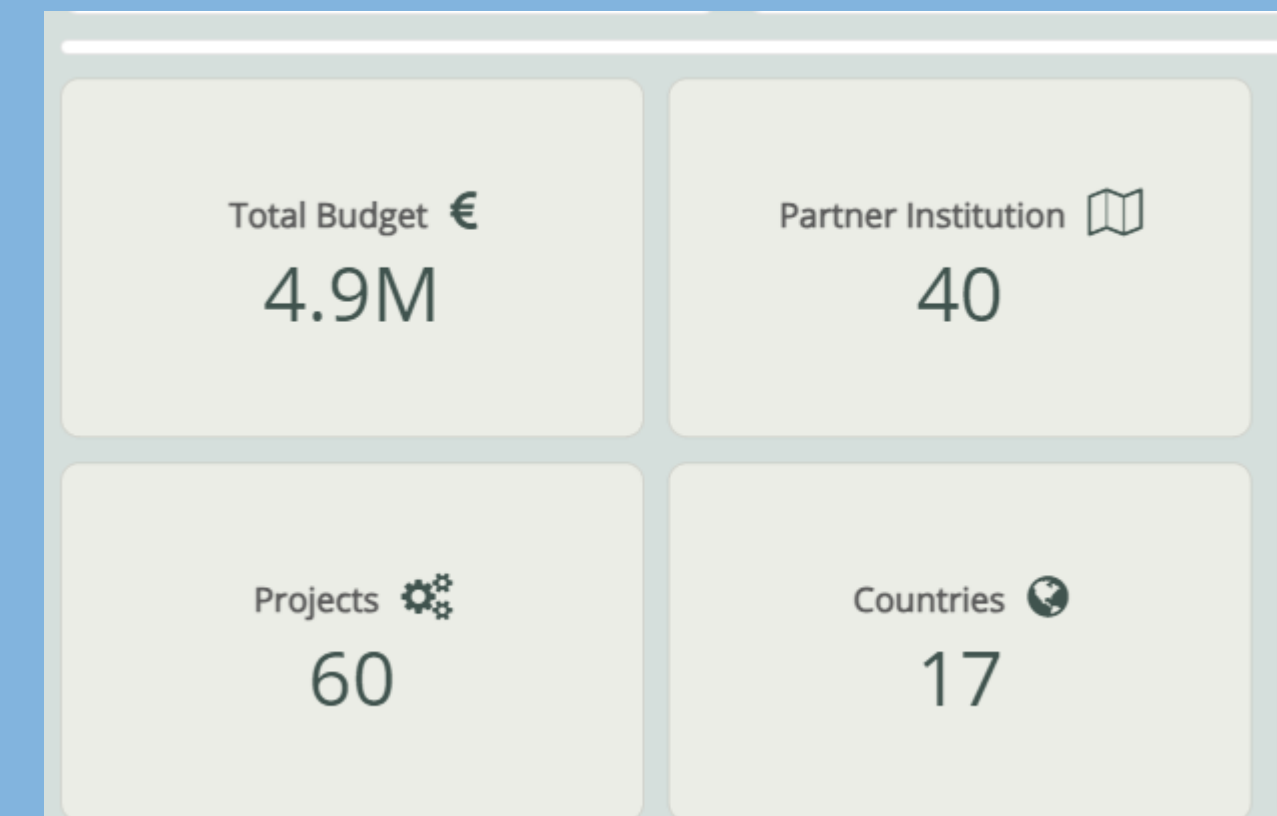 Total Budget €
4.9M
Partner Institution
40
Projects
60
Countries
17